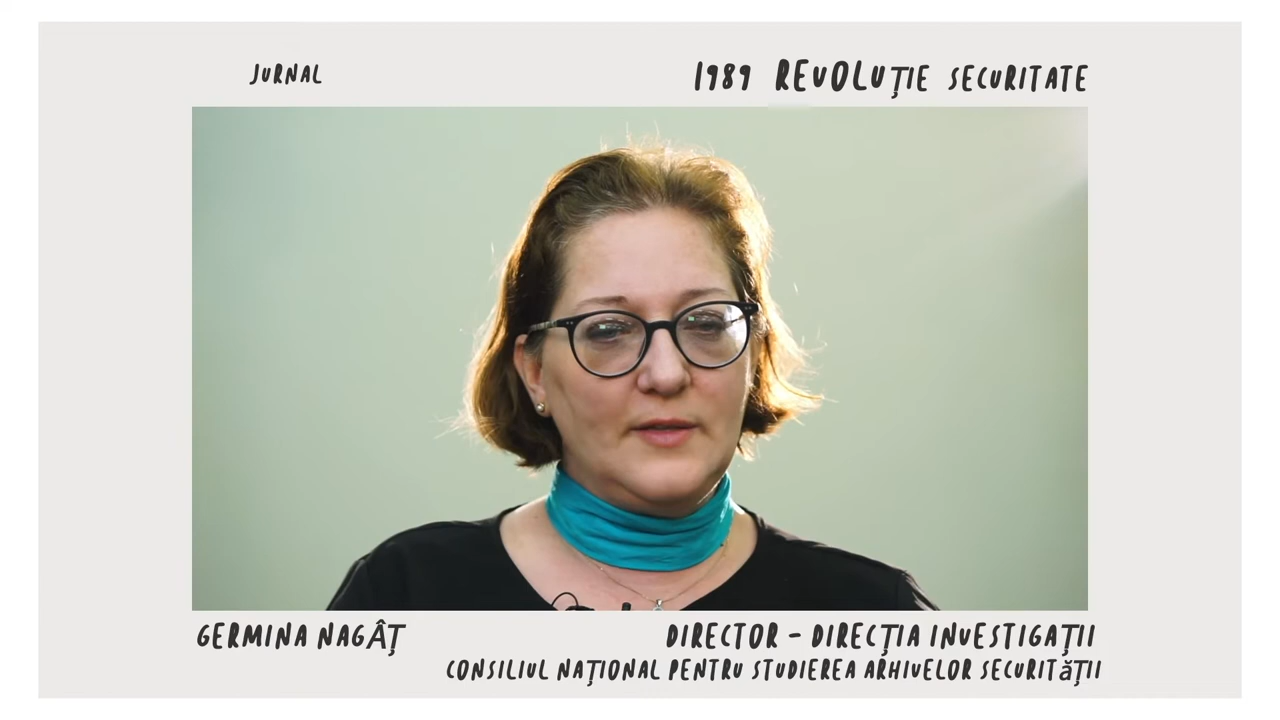 JURNAL
1989 REVOLUȚIE SECURITATE
GERMINA NAGÂȚ
DIRECTOR - DIRECȚIA INVESTIGAȚII
CONSILIUL NAȚIONAL PENTRU STUDIEREA ARHIVELOR SECURITĂȚII